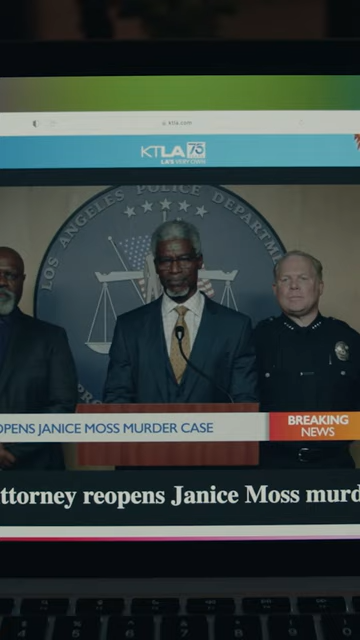 ktla.com
KTLA 75
LOS ANGELES POLICE DEPARTMENT
OPENS JANICE MOSS MURDER CASE
BREAKING
NEWS
ttorney reopens Janice Moss murd